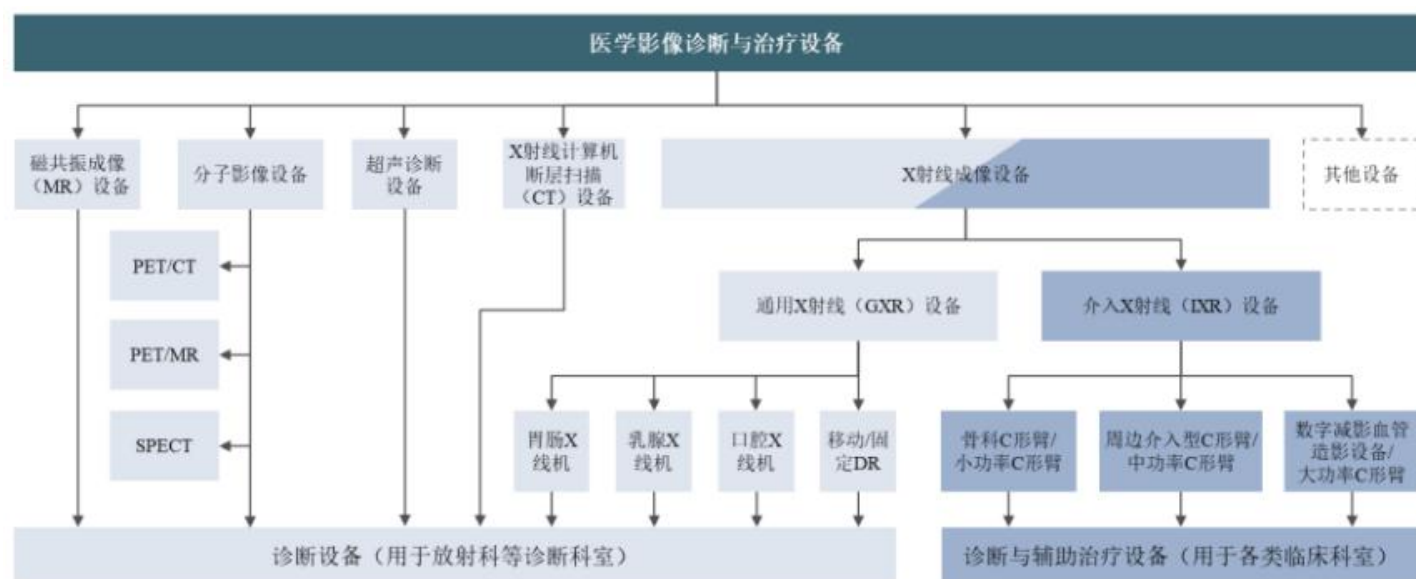 医学影像诊断与治疗设备
磁共振成像
（MR）设备
分子影像设备
超声诊断
设备
X射线计算机
断层扫描
（CT）设备
X射线成像设备
其他设备
PET/CT
PET/MR
SPECT
通用X射线（GXR）设备
介入X射线（IXR）设备
胃肠X
线机
乳腺X
线机
口腔X
线机
移动/固
定DR
骨科C形臂/
小功率C形臂
周边介入型C形臂/
中功率C形臂
数字减影血管
造影设备/
大功率C形臂
诊断设备（用于放射科等诊断科室）
诊断与辅助治疗设备（用于各类临床科室）